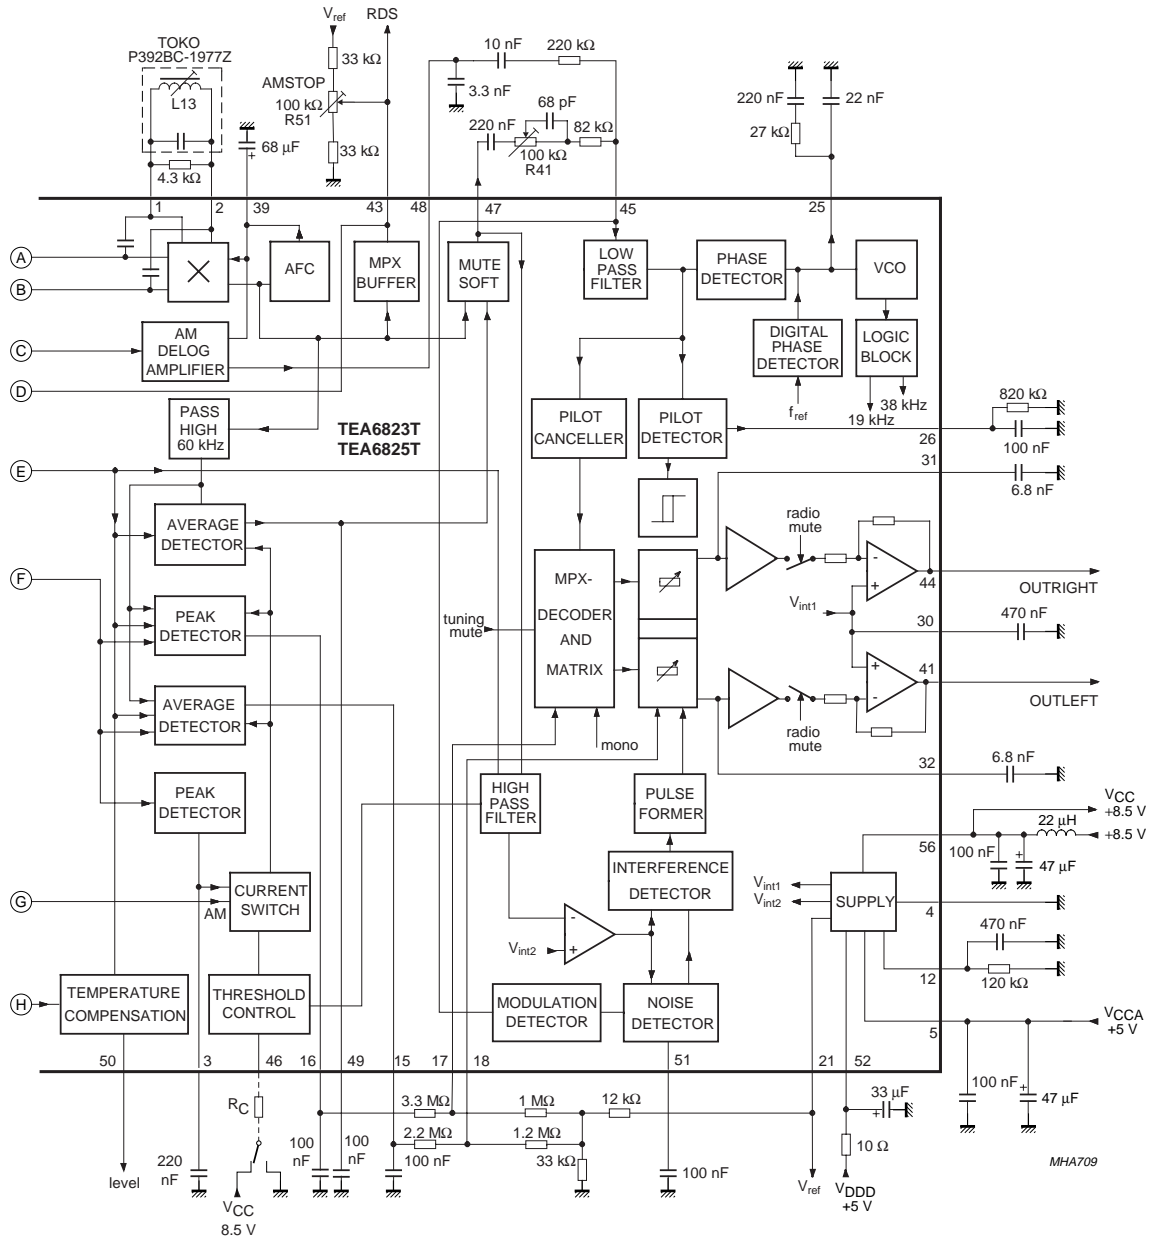 TOKO
P392BC-1977Z
L13
4.3 kΩ
68 µF
+
Vref
RDS
33 kΩ
AMSTOP
100 kΩ
R51
33 kΩ
10 nF
220 kΩ
3.3 nF
68 pF
220 nF
82 kΩ
100 kΩ
R41
220 nF
22 nF
27 kΩ
1
2
39
43
48
47
45
25
A
B
C
D
E
F
G
H
AFC
MPX
BUFFER
MUTE
SOFT
LOW
PASS
FILTER
PHASE
DETECTOR
VCO
AM
DELOG
AMPLIFIER
DIGITAL
PHASE
DETECTOR
LOGIC
BLOCK
fref
19 kHz
38 kHz
PASS
HIGH
60 kHz
TEA6823T
TEA6825T
PILOT
CANCELLER
PILOT
DETECTOR
26
820 kΩ
100 nF
31
6.8 nF
AVERAGE
DETECTOR
PEAK
DETECTOR
AVERAGE
DETECTOR
PEAK
DETECTOR
tuning
mute
MPX-
DECODER
AND
MATRIX
mono
radio
mute
-
+
Vint1
44
OUTRIGHT
30
470 nF
+
-
41
OUTLEFT
radio
mute
32
6.8 nF
HIGH
PASS
FILTER
PULSE
FORMER
INTERFERENCE
DETECTOR
VCC
+8.5 V
22 µH
+8.5 V
56
100 nF
+
47 µF
CURRENT
SWITCH
AM
-
+
Vint2
Vint1
Vint2
SUPPLY
4
470 nF
12
120 kΩ
TEMPERATURE
COMPENSATION
THRESHOLD
CONTROL
MODULATION
DETECTOR
NOISE
DETECTOR
5
VCCA
+5 V
50
3
46
16
49
15
17
18
51
21
52
100 nF
+
47 µF
RC
3.3 MΩ
1 MΩ
12 kΩ
33 µF
+
2.2 MΩ
1.2 MΩ
10 Ω
level
220
nF
VCC
8.5 V
100
nF
100
nF
100 nF
33 kΩ
100 nF
Vref
VDDD
+5 V
MHA709